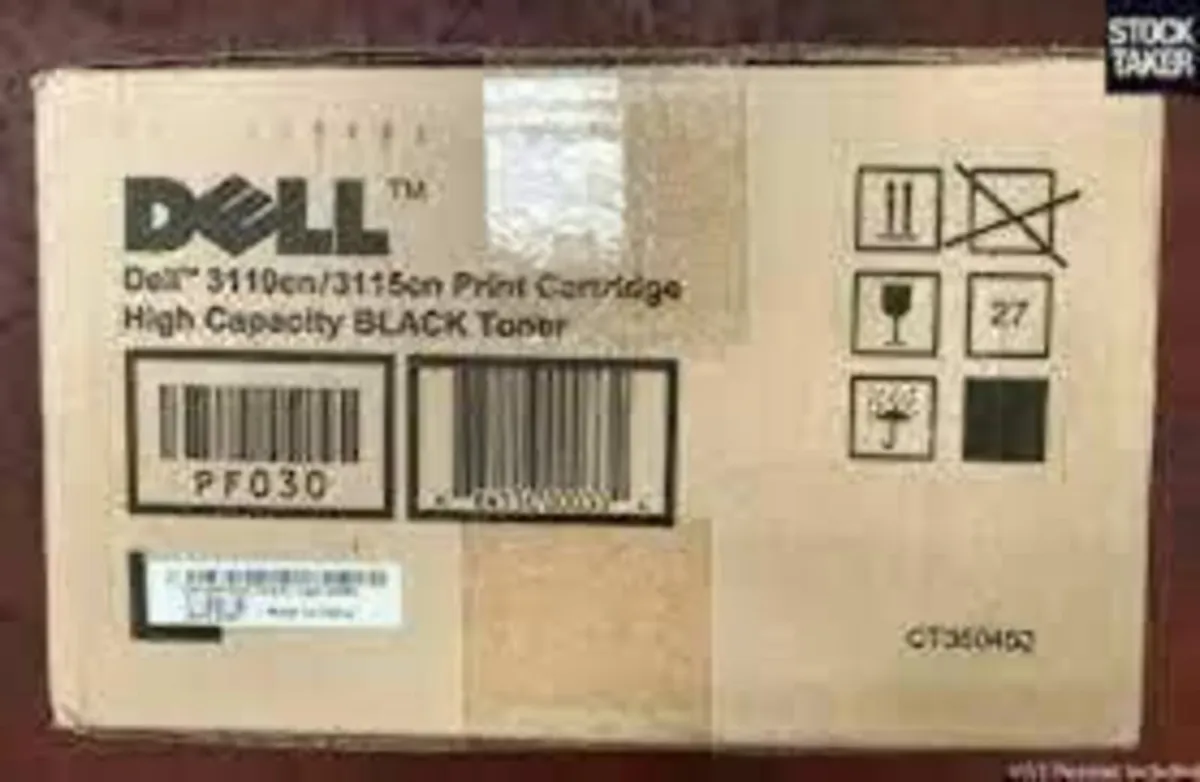 STOCK
TAKER
DELL™
Dell™ 3110cn/3115cn Print Cartridge
High Capacity BLACK Toner
PF030
27
CT350452